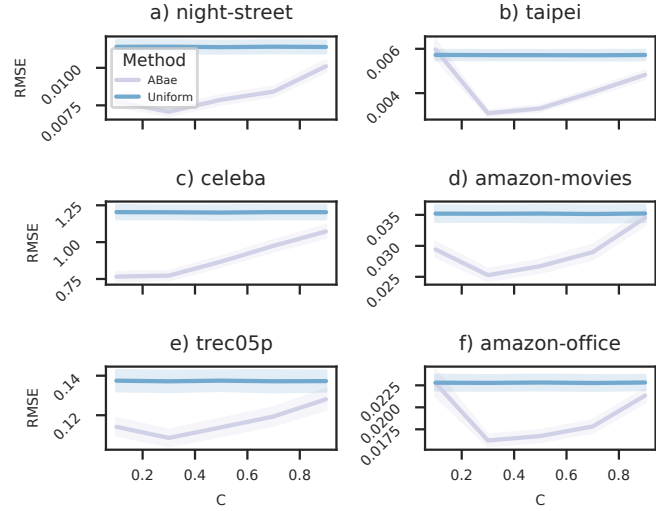 a) night-street
b) taipei
RMSE
0.0100
0.0075
Method
ABae
Uniform
0.006
0.004
c) celeba
d) amazon-movies
RMSE
1.25
1.00
0.75
0.035
0.030
0.025
e) trec05p
f) amazon-office
RMSE
0.14
0.12
0.0225
0.0200
0.0175
0.2 0.4 0.6 0.8
0.2 0.4 0.6 0.8
C
C